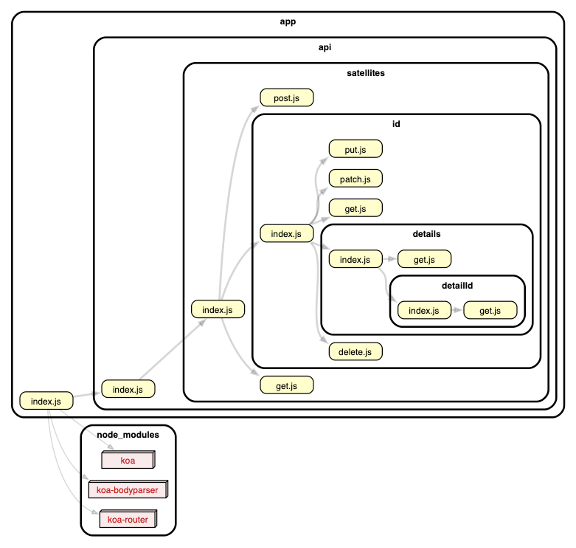 app
api
satellites
post.js
id
put.js
patch.js
get.js
index.js
details
index.js
get.js
detailId
index.js
get.js
index.js
delete.js
get.js
index.js
index.js
node_modules
koa
koa-bodyparser
koa-router